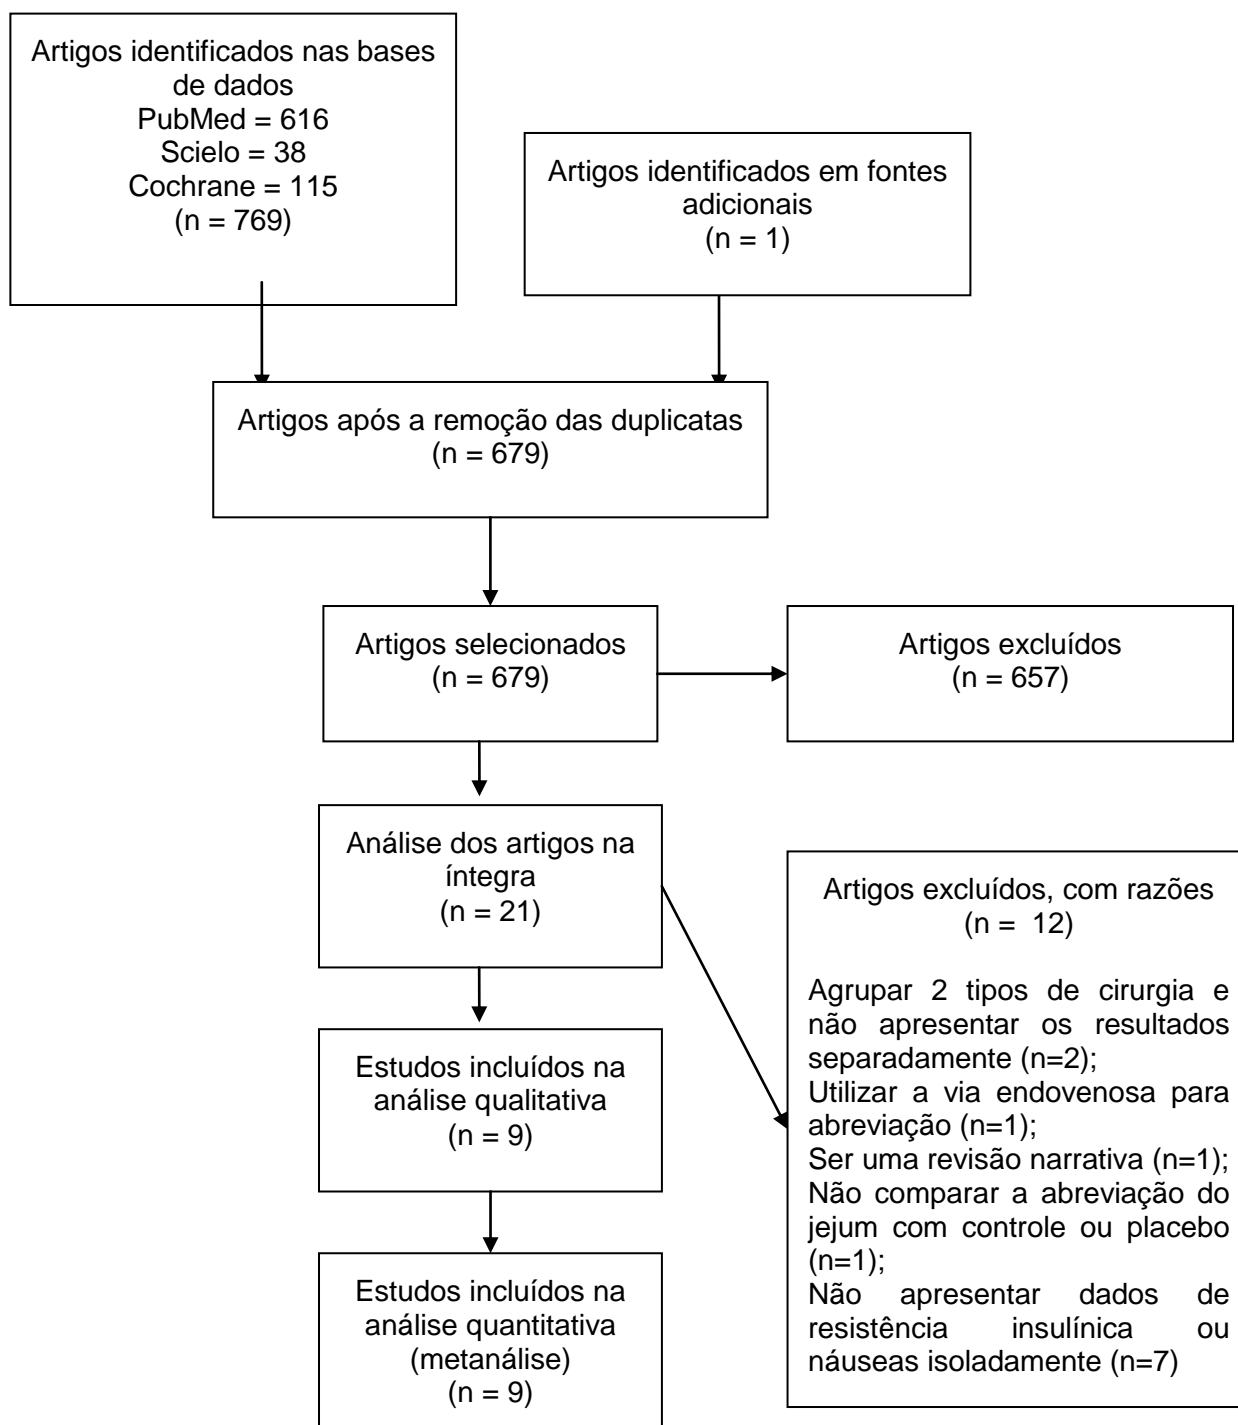 Artigos identificados nas bases
de dados
PubMed = 616
Scielo = 38
Cochrane = 115
(n = 769)
Artigos identificados em fontes
adicionais
(n = 1)
Artigos após a remoção das duplicatas
(n = 679)
Artigos selecionados
(n = 679)
Artigos excluídos
(n = 657)
Análise dos artigos na
íntegra
(n = 21)
Artigos excluídos, com razões
(n = 12)
Agrupar 2 tipos de cirurgia e
não apresentar os resultados
separadamente (n=2);
Utilizar a via endovenosa para
abreviação (n=1);
Ser uma revisão narrativa (n=1);
Não comparar a abreviação do
jejum com controle ou placebo
(n=1);
Não apresentar dados de
resistência insulínica ou
náuseas isoladamente (n=7)
Estudos incluídos na
análise qualitativa
(n = 9)
Estudos incluídos na
análise quantitativa
(metanálise)
(n = 9)